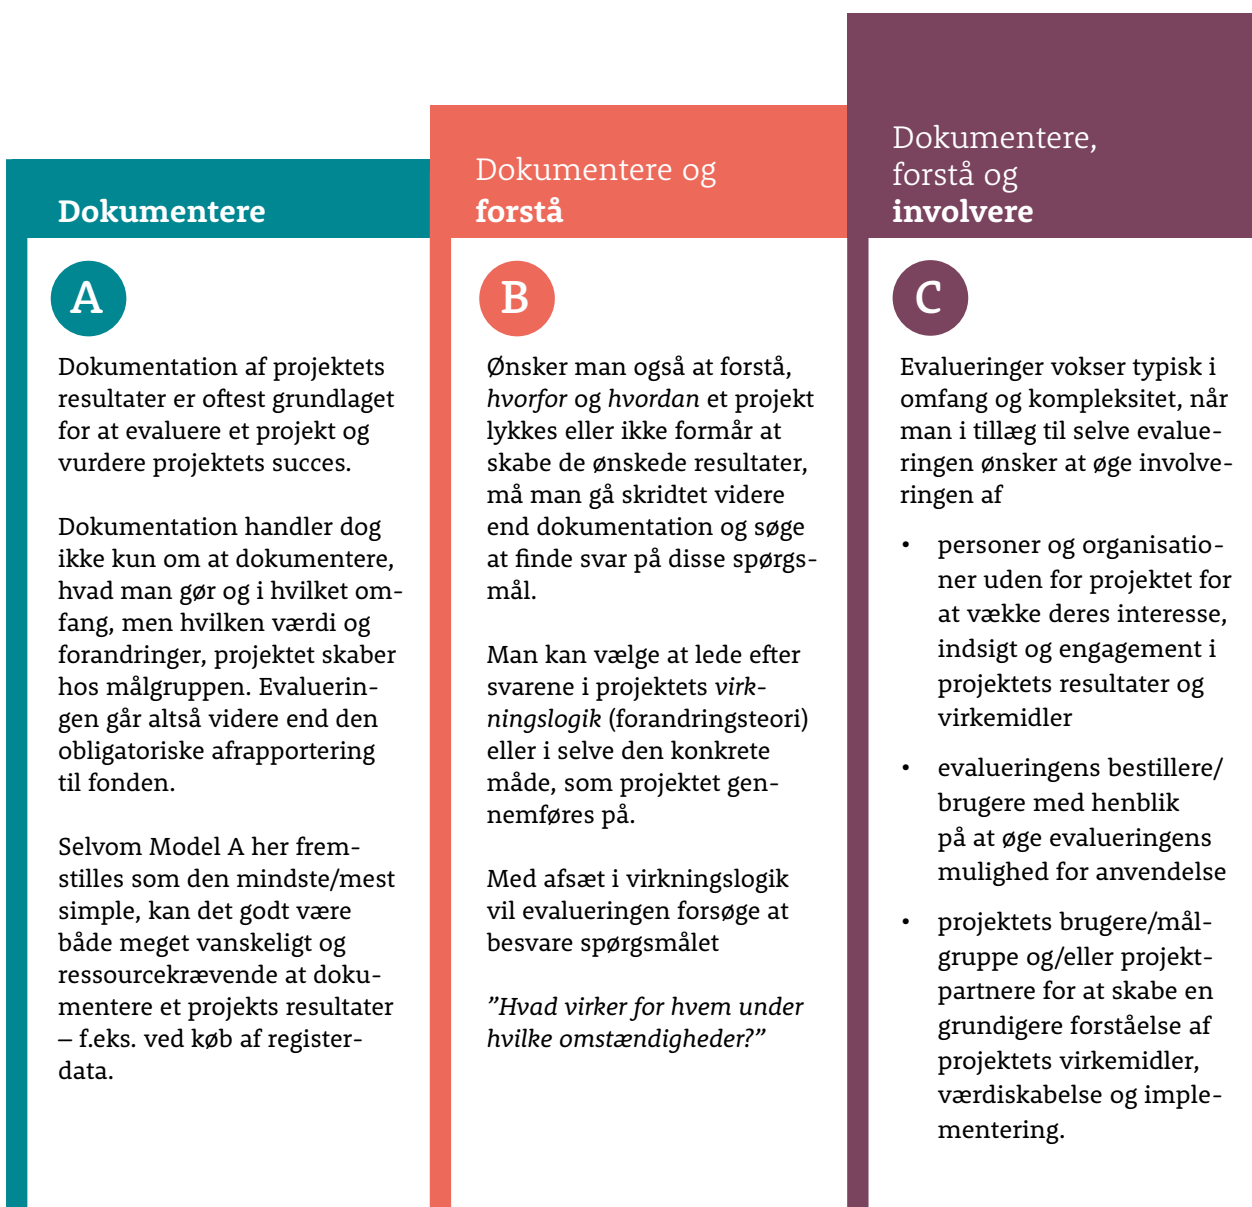 Dokumentere
A
Dokumentation af projektets
resultater er oftest grundlaget
for at evaluere et projekt og
vurdere projektets succes.
Dokumentation handler dog
ikke kun om at dokumentere,
hvad man gør og i hvilket om-
fang, men hvilken værdi og
forandringer, projektet skaber
hos målgruppen. Evaluerin-
gen går altså videre end den
obligatoriske afrapportering
til fonden.
Selvom Model A her frem-
stilles som den mindste/mest
simple, kan det godt være
både meget vanskeligt og
ressourcekrævende at doku-
mentere et projekts resultater
– f.eks. ved køb af register-
data.
Dokumentere og
forstå
B
Ønsker man også at forstå,
hvorfor og hvordan et projekt
lykkes eller ikke formår at
skabe de ønskede resultater,
må man gå skridtet videre
end dokumentation og søge
at finde svar på disse spørgs-
mål.
Man kan vælge at lede efter
svarene i projektets virk-
ningslogik (forandringsteori)
eller i selve den konkrete
måde, som projektet gen-
nemføres på.
Med afsæt i virkningslogik
vil evalueringen forsøge at
besvare spørgsmålet
”Hvad virker for hvem under
hvilke omstændigheder?”
Dokumentere,
forstå og
involvere
C
Evalueringer vokser typisk i
omfang og kompleksitet, når
man i tillæg til selve evalue-
ringen ønsker at øge involve-
ringen af
• personer og organisatio-
ner uden for projektet for
at vække deres interesse,
indsigt og engagement i
projektets resultater og
virkemidler
• evalueringens bestillere/
brugere med henblik
på at øge evalueringens
mulighed for anvendelse
• projektets brugere/mål-
gruppe og/eller projekt-
partnere for at skabe en
grundigere forståelse af
projektets virkemidler,
værdiskabelse og imple-
mentering.